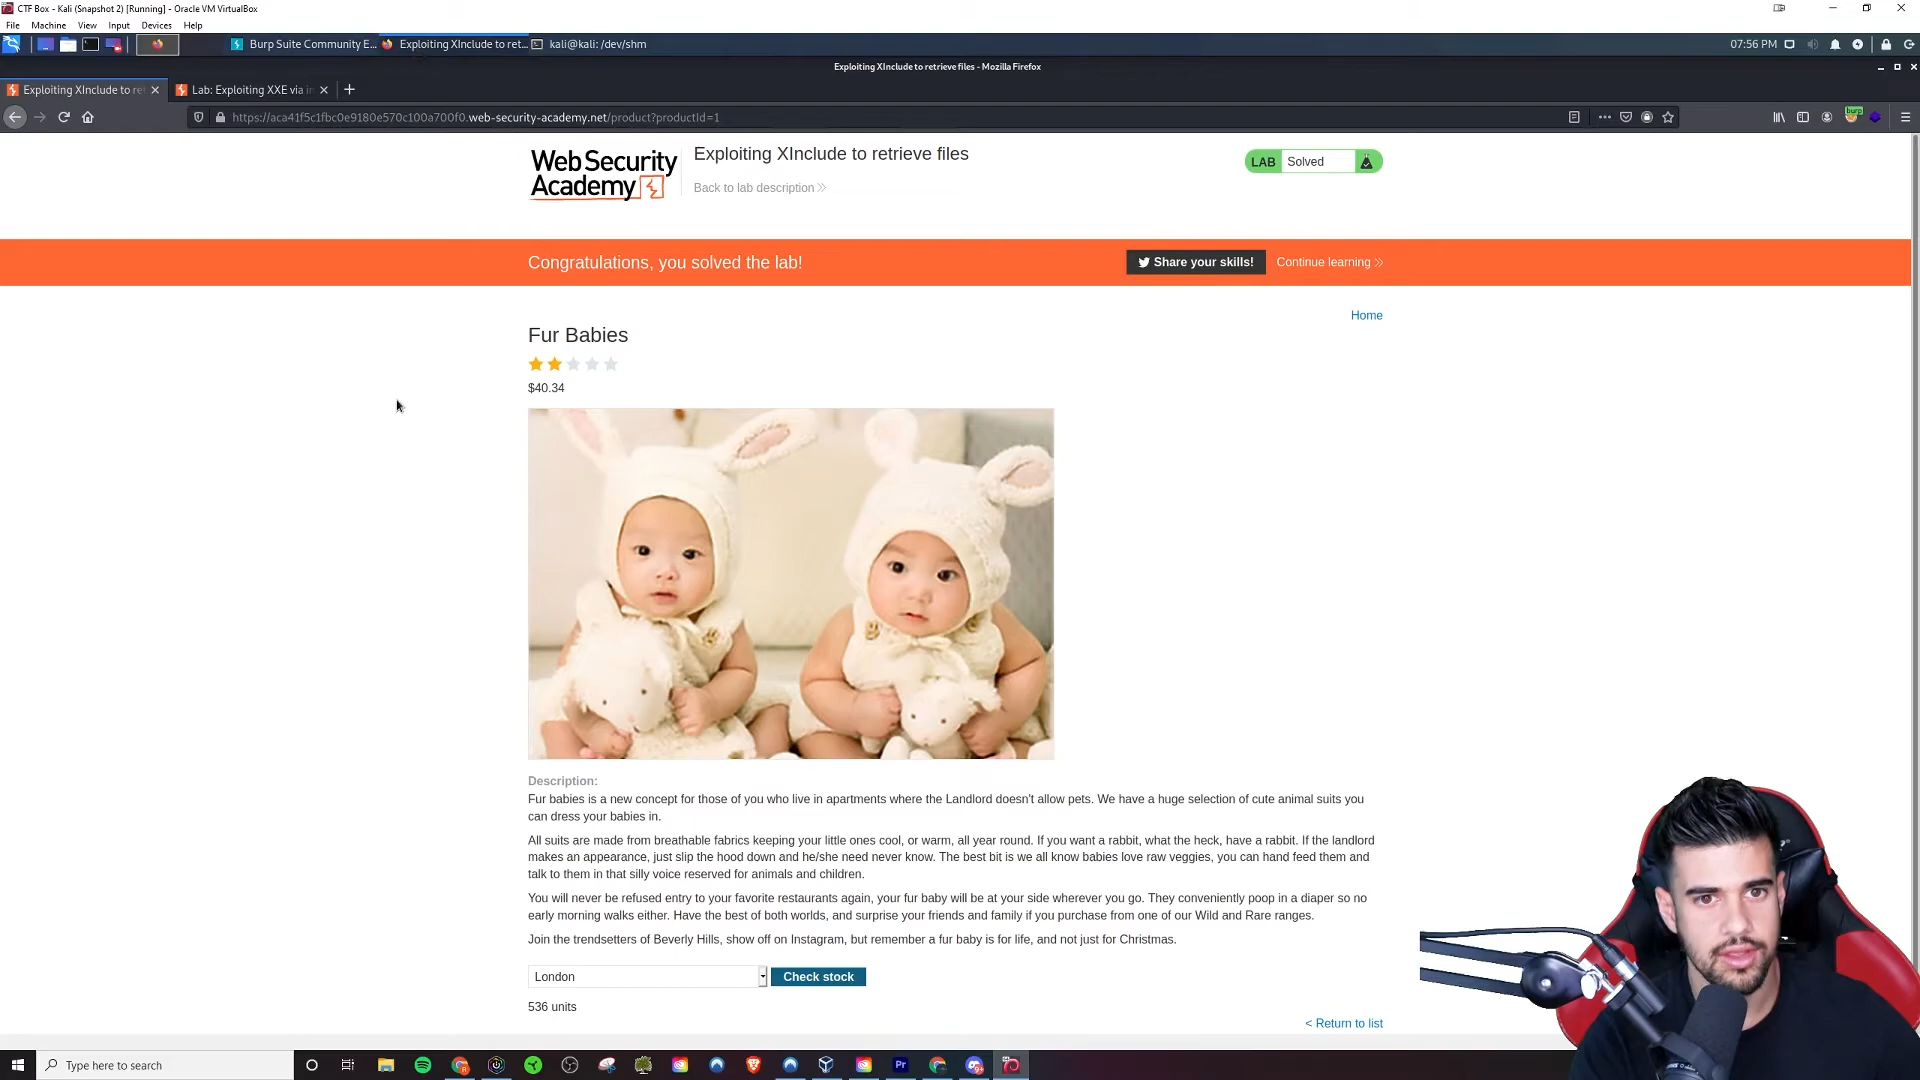 CTF Box - Kali (Snapshot 2) [Running] - Oracle VM VirtualBox
File Machine View Input Devices Help
Burp Suite Community E... Exploiting XInclude to ret... kali@kali: /dev/shm 07:56 PM
Exploiting XInclude to retrieve files - Mozilla Firefox
Exploiting XInclude to re Lab: Exploiting XXE via i
https://aca41f5c1fbc0e9180e570c100a700f0.web-security-academy.net/product?productId=1
burp
Web Security
Academy
Exploiting XInclude to retrieve files
Back to lab description
LAB Solved
Congratulations, you solved the lab!
Share your skills! Continue learning
Home
Fur Babies
$40.34
Description:
Fur babies is a new concept for those of you who live in apartments where the Landlord doesn't allow pets. We have a huge selection of cute animal suits you
can dress your babies in.
All suits are made from breathable fabrics keeping your little ones cool, or warm, all year round. If you want a rabbit, what the heck, have a rabbit. If the landlord
makes an appearance, just slip the hood down and he/she need never know. The best bit is we all know babies love raw veggies, you can hand feed them and
talk to them in that silly voice reserved for animals and children.
You will never be refused entry to your favorite restaurants again, your fur baby will be at your side wherever you go. They conveniently poop in a diaper so no
early morning walks either. Have the best of both worlds, and surprise your friends and family if you purchase from one of our Wild and Rare ranges.
Join the trendsetters of Beverly Hills, show off on Instagram, but remember a fur baby is for life, and not just for Christmas.
London
Check stock
536 units
< Return to list
Type here to search
Pr